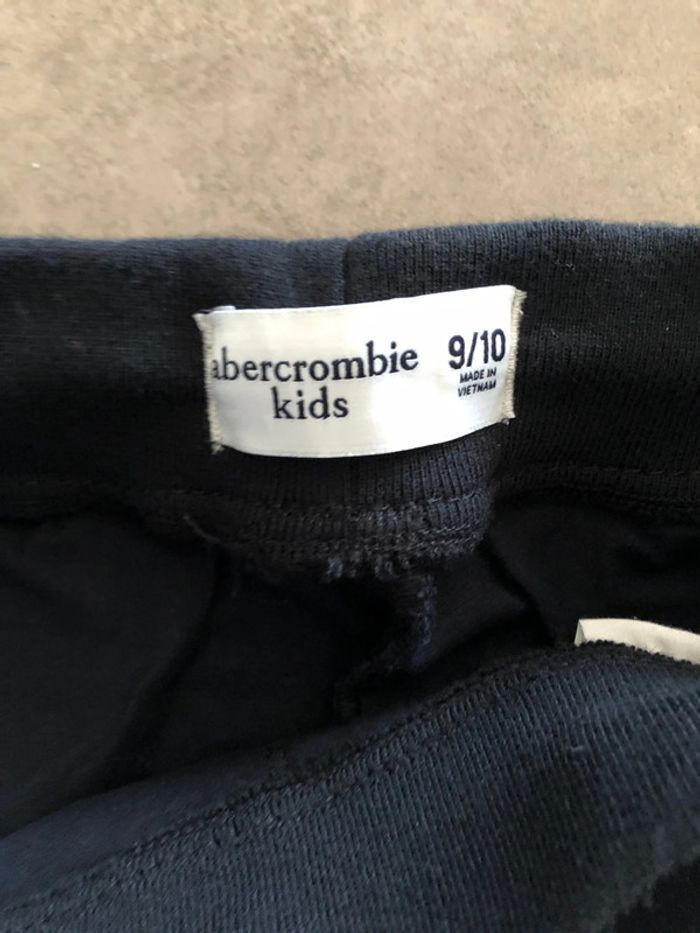 abercrombie
kids
9/10
MADE IN
VIETNAM